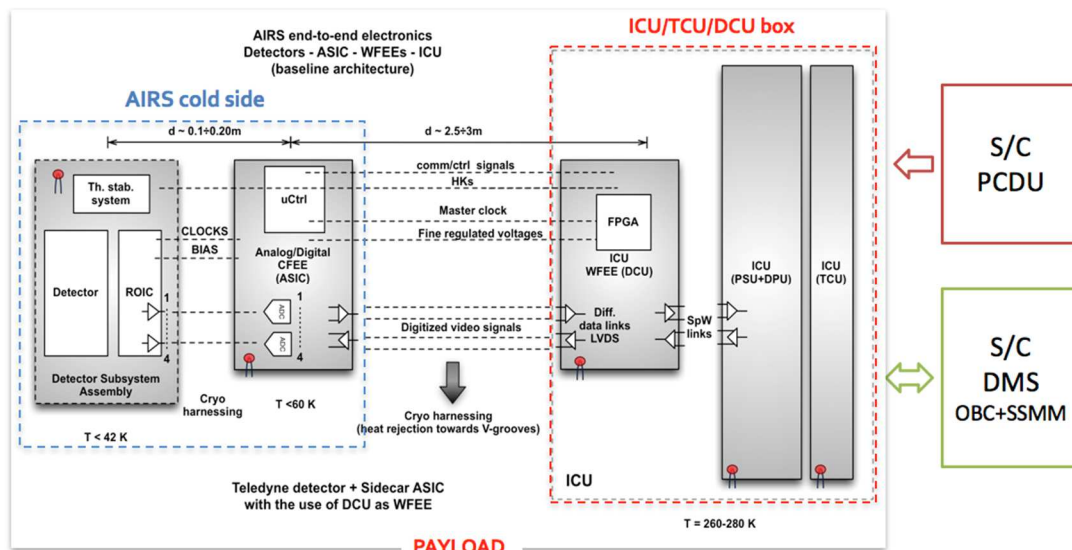 AIRS end-to-end electronics
Detectors - ASIC - WFEEs - ICU
(baseline architecture)
ICU/TCU/DCU box
AIRS cold side
d ~ 0.1÷0.20m
d ~ 2.5÷3m
Th. stab.
system
CLOCKS
BIAS
Detector
ROIC
1
4
Detector Subsystem
Assembly
T < 42 K
Cryo
harnessing
uCtrl
Analog/Digital
CFEE
(ASIC)
ADC
1
ADC
4
T <60 K
comm/ctrl signals
HKs
Master clock
Fine regulated voltages
Digitized video signals
Cryo harnessing
(heat rejection towards V-grooves)
FPGA
ICU
WFEE (DCU)
Diff.
data links
LVDS
SpW
links
ICU
(PSU+DPU)
ICU
(TCU)
ICU
T = 260-280 K
Teledyne detector + Sidecar ASIC
with the use of DCU as WFEE
PAYLOAD
S/C
PCDU
S/C
DMS
OBC+SSMM